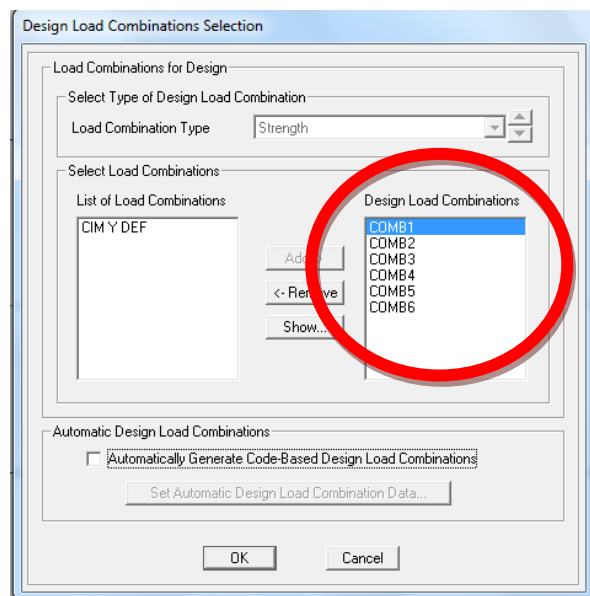 Design Load Combinations Selection
Load Combinations for Design
Select Type of Design Load Combination
Load Combination Type
Strength
Select Load Combinations
List of Load Combinations
CIM Y DEF
Add ->
<- Remove
Show...
Design Load Combinations
COMB1
COMB2
COMB3
COMB4
COMB5
COMB6
Automatic Design Load Combinations
Automatically Generate Code-Based Design Load Combinations
Set Automatic Design Load Combination Data...
OK
Cancel